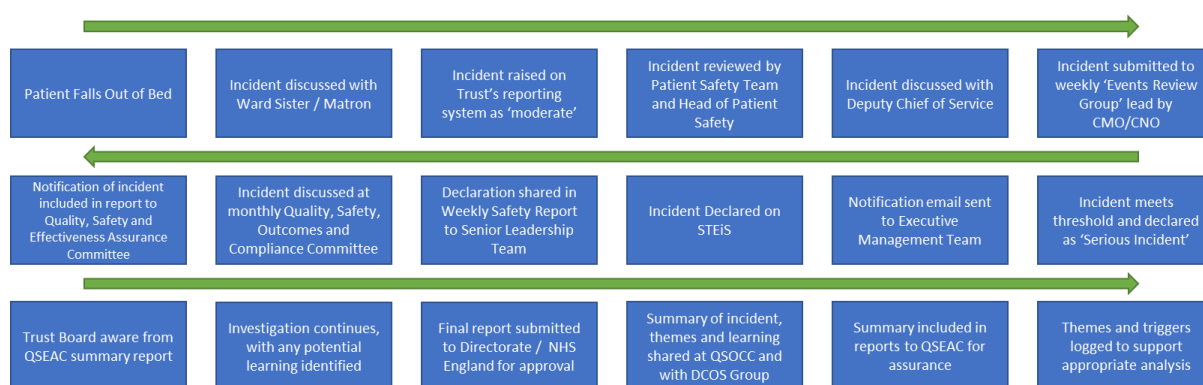 Patient Falls Out of Bed
Incident discussed with
Ward Sister / Matron
Incident raised on
Trust's reporting
system as 'moderate'
Incident reviewed by
Patient Safety Team
and Head of Patient
Safety
Incident discussed with
Deputy Chief of Service
Incident submitted to
weekly 'Events Review
Group' lead by
CMO/CNO
Notification of incident
included in report to
Quality, Safety and
Effectiveness Assurance
Committee
Incident discussed at
monthly Quality, Safety,
Outcomes and
Compliance Committee
Declaration shared in
Weekly Safety Report
to Senior Leadership
Team
Incident Declared on
STEiS
Notification email sent
to Executive
Management Team
Incident meets
threshold and declared
as 'Serious Incident'
Trust Board aware from
QSEAC summary report
Investigation continues,
with any potential
learning identified
Final report submitted
to Directorate / NHS
England for approval
Summary of incident,
themes and learning
shared at QSOCC and
with DCOS Group
Summary included in
reports to QSEAC for
assurance
Themes and triggers
logged to support
appropriate analysis